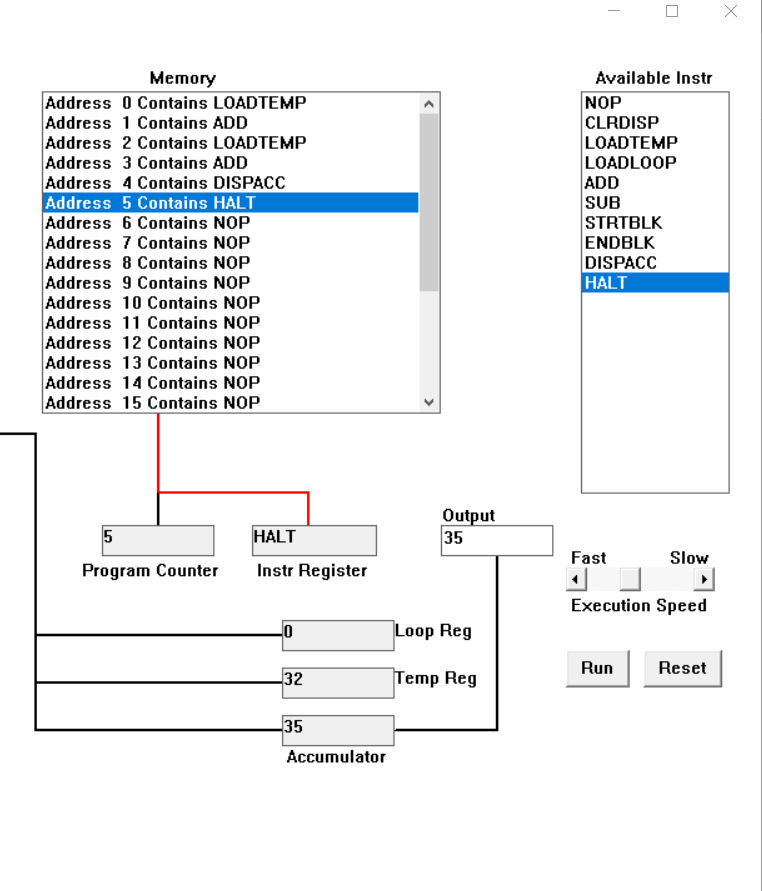 Memory
Address 0 Contains LOADTEMP
Address 1 Contains ADD
Address 2 Contains LOADTEMP
Address 3 Contains ADD
Address 4 Contains DISPACC
Address 5 Contains HALT
Address 6 Contains NOP
Address 7 Contains NOP
Address 8 Contains NOP
Address 9 Contains NOP
Address 10 Contains NOP
Address 11 Contains NOP
Address 12 Contains NOP
Address 13 Contains NOP
Address 14 Contains NOP
Address 15 Contains NOP
Available Instr
NOP
CLRDISP
LOADTEMP
LOADLOOP
ADD
SUB
STRTBLK
ENDBLK
DISPACC
HALT
5
Program Counter
HALT
Instr Register
Output
35
Fast Slow
Execution Speed
0 Loop Reg
32 Temp Reg
35
Accumulator
Run Reset